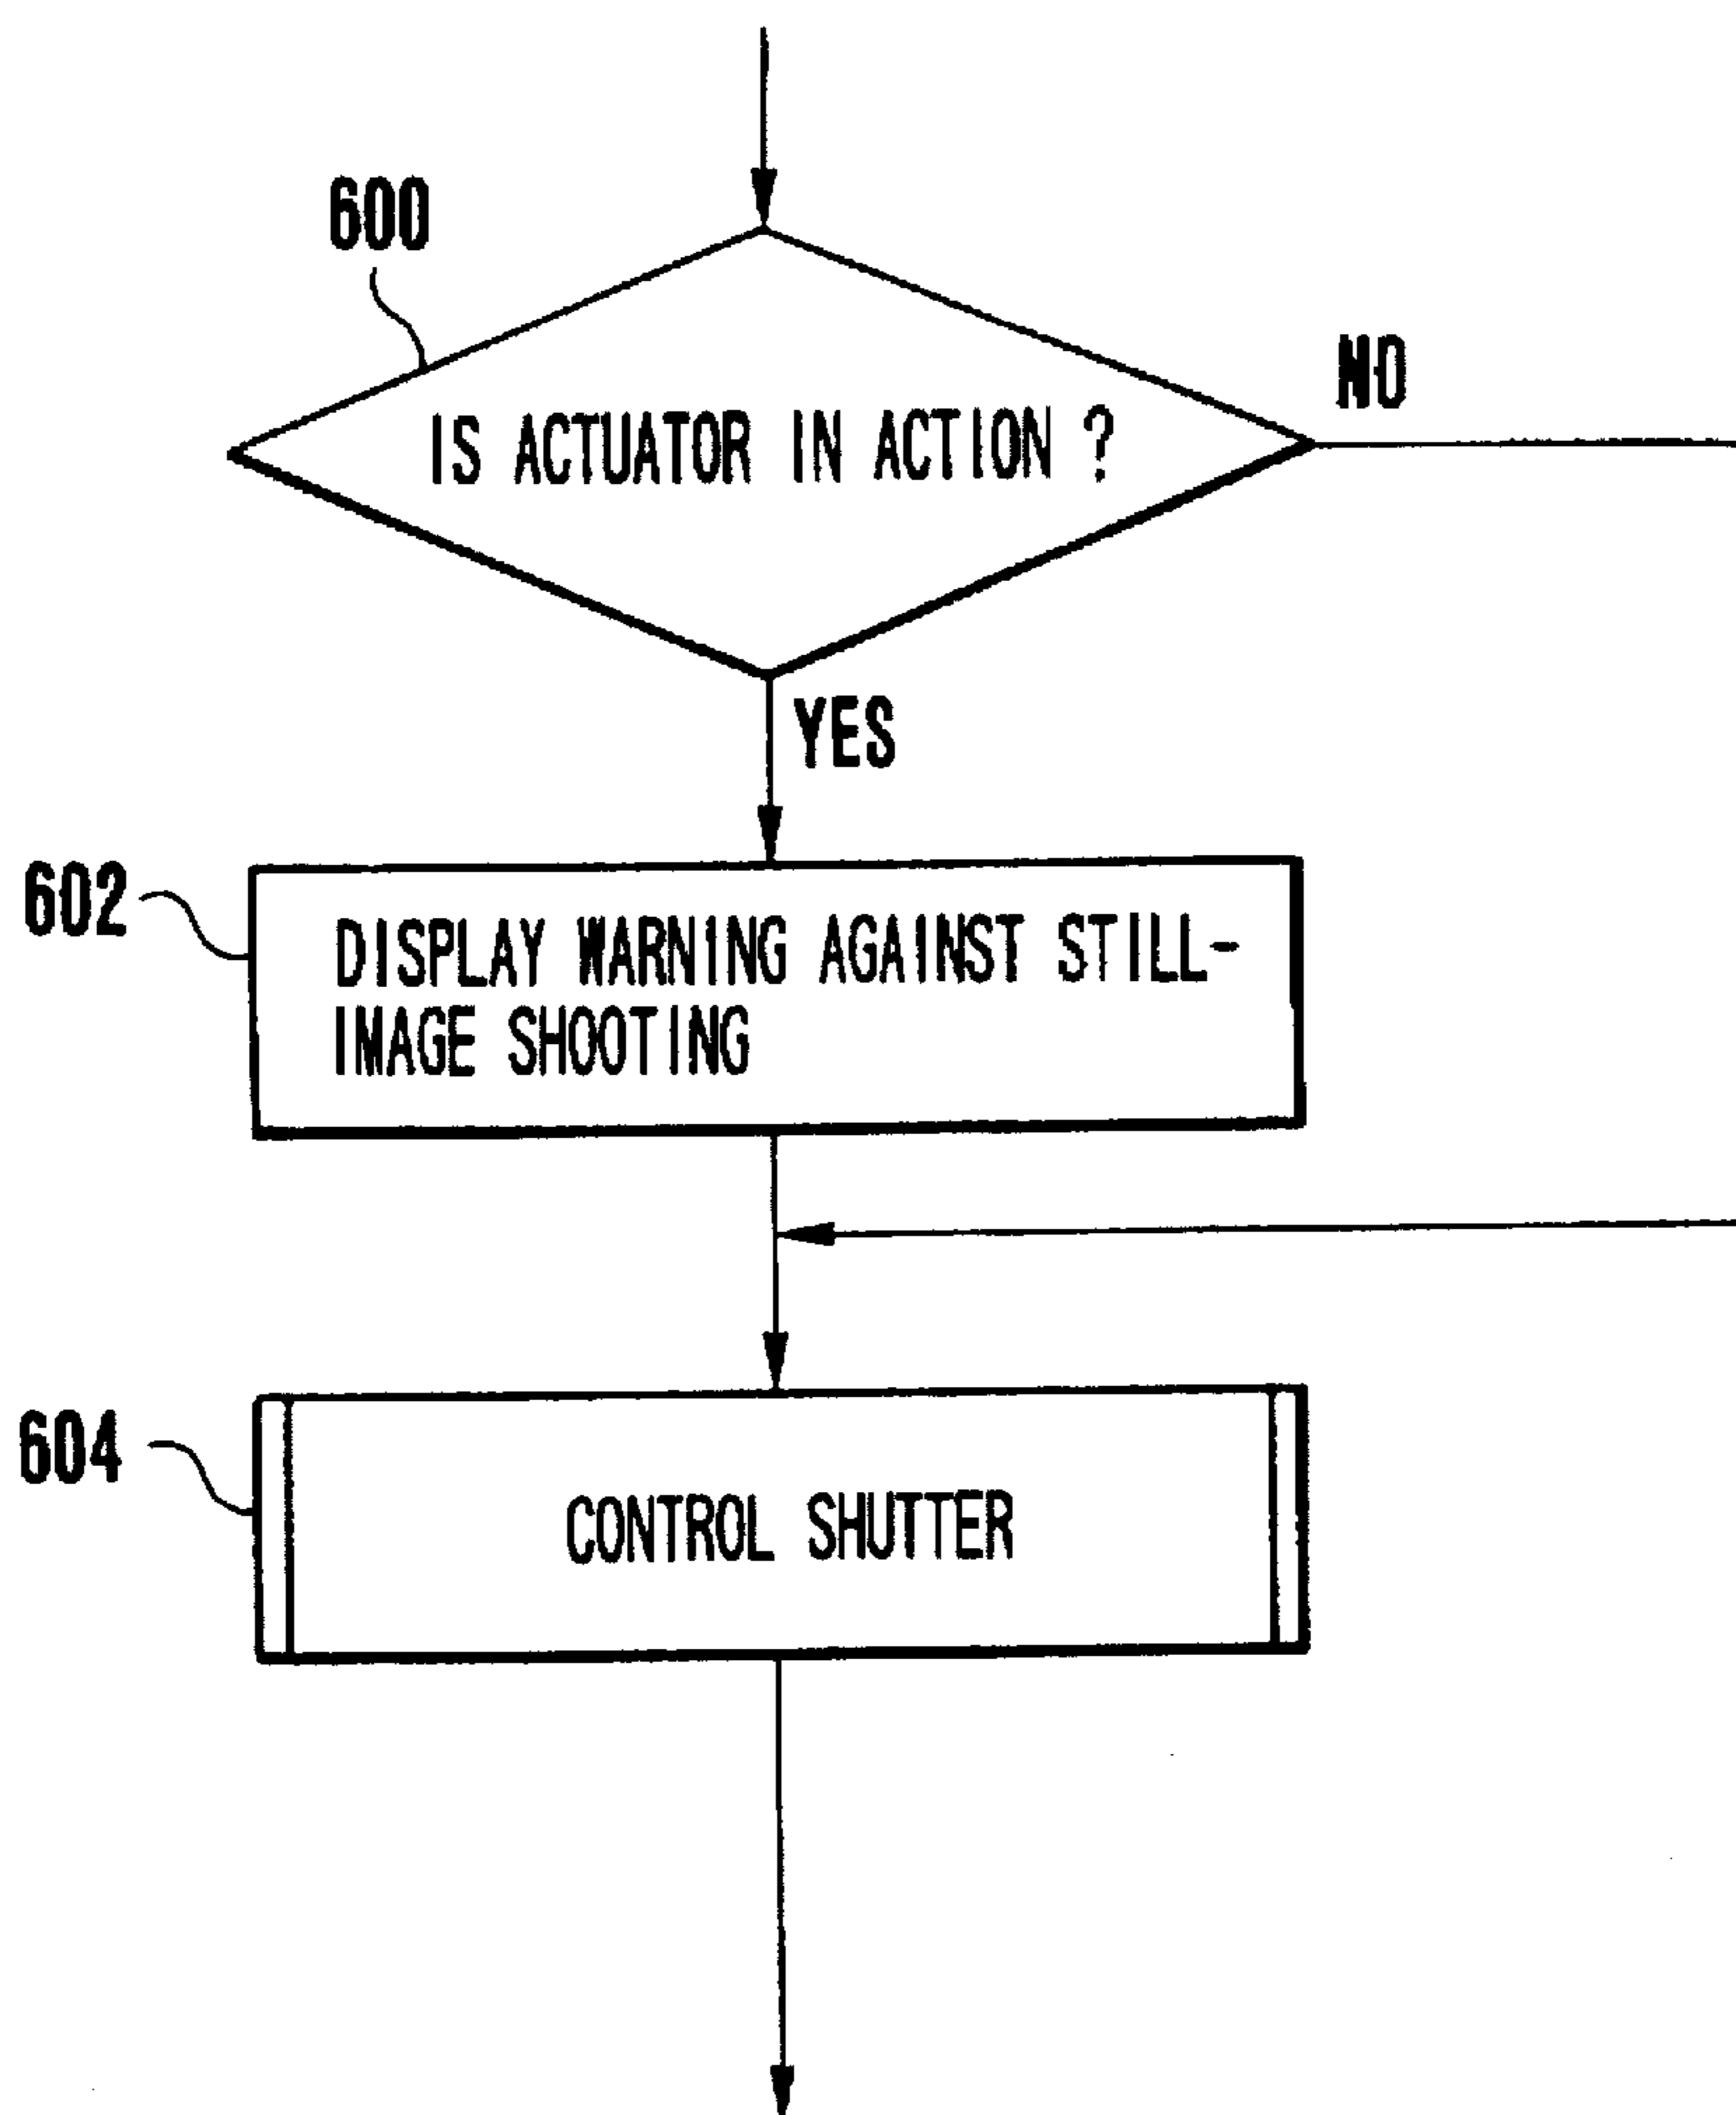 600
IS ACTUATOR IN ACTION ?
NO
YES
602
DISPLAY WARNING AGAINST STILL-
IMAGE SHOOTING
604
CONTROL SHUTTER